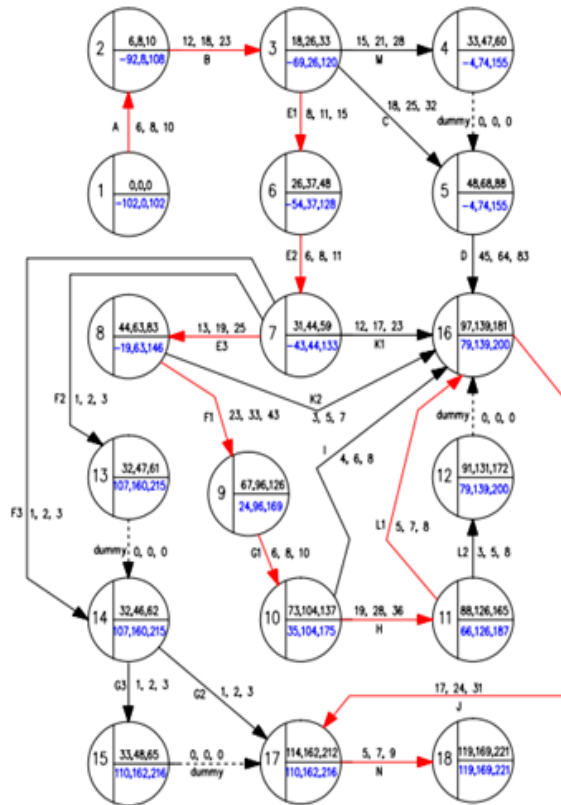 2
6,8,10
-92,8,108
12, 18, 23
B
3
18,26,33
-69,26,120
15, 21, 28
M
4
33,47,60
-4,74,155
A 6, 8, 10
E1 8, 11, 15
18, 25, 32
C
dummy 0, 0, 0
1
0,0,0
-102,0,102
6
26,37,48
-54,37,128
5
48,68,88
-4,74,155
E2 6, 8, 11
D 45, 64, 83
8
44,63,83
-19,63,146
13, 19, 25
E3
7
31,44,59
-43,44,133
12, 17, 23
K1
16
97,139,181
79,139,200
F2 1, 2, 3
F1 23, 33, 43
K2
3, 5, 7
dummy 0, 0, 0
I
4, 6, 8
13
32,47,61
107,160,215
9
67,96,126
24,96,169
12
91,131,172
79,139,200
F3 1, 2, 3
dummy 0, 0, 0
G1 6, 8, 10
L1 5, 7, 8
L2 3, 5, 8
14
32,46,62
107,160,215
10
73,104,137
35,104,175
19, 28, 36
H
11
88,126,165
66,126,187
G3 1, 2, 3
G2 1, 2, 3
17, 24, 31
J
15
33,48,65
110,162,216
0, 0, 0
dummy
17
114,162,212
110,162,216
5, 7, 9
N
18
119,169,221
119,169,221